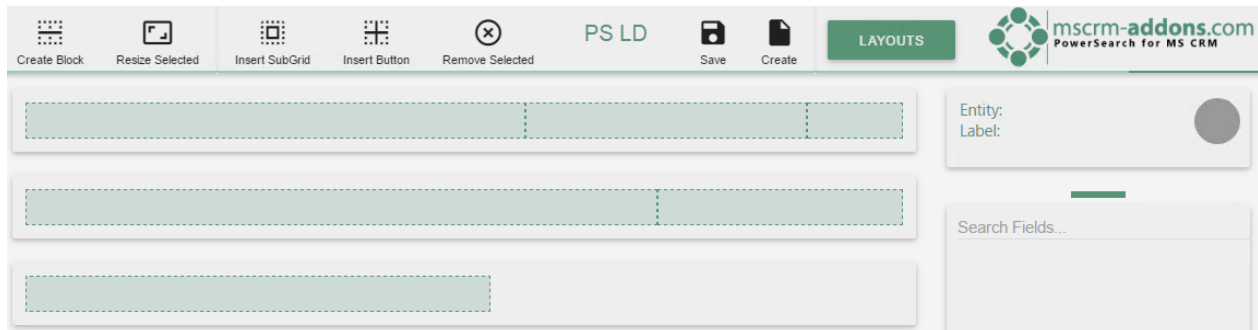 PS LD
LAYOUTS
mscrm-addons.com
PowerSearch for MS CRM
Create Block
Resize Selected
Insert SubGrid
Insert Button
Remove Selected
Save
Create
Entity:
Label:
Search Fields...